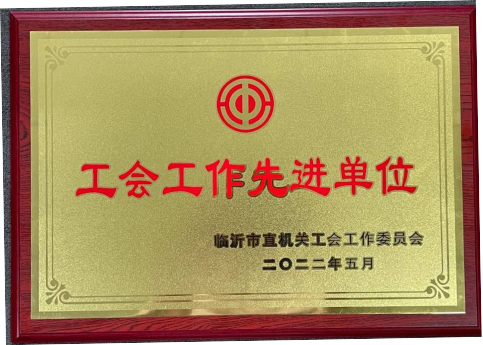 工会工作先进单位
临沂市直机关工会工作委员会
二〇二二年五月